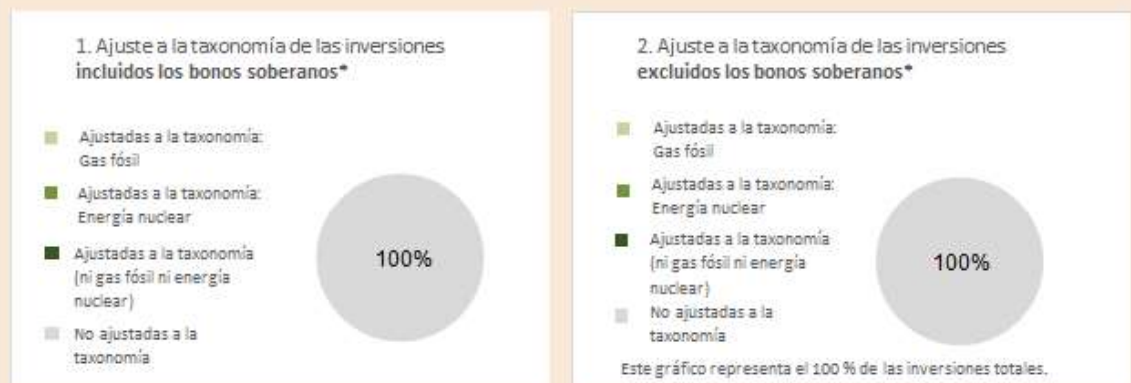 1. Ajuste a la taxonomía de las inversiones
incluidos los bonos soberanos*
Ajustadas a la taxonomía:
Gas fósil
Ajustadas a la taxonomía:
Energía nuclear
Ajustadas a la taxonomía
(ni gas fósil ni energía
nuclear)
No ajustadas a la
taxonomía
100%
2. Ajuste a la taxonomía de las inversiones
excluidos los bonos soberanos*
Ajustadas a la taxonomía:
Gas fósil
Ajustadas a la taxonomía:
Energía nuclear
Ajustadas a la taxonomía
(ni gas fósil ni energía
nuclear)
No ajustadas a la
taxonomía
100%
Este gráfico representa el 100 % de las inversiones totales.